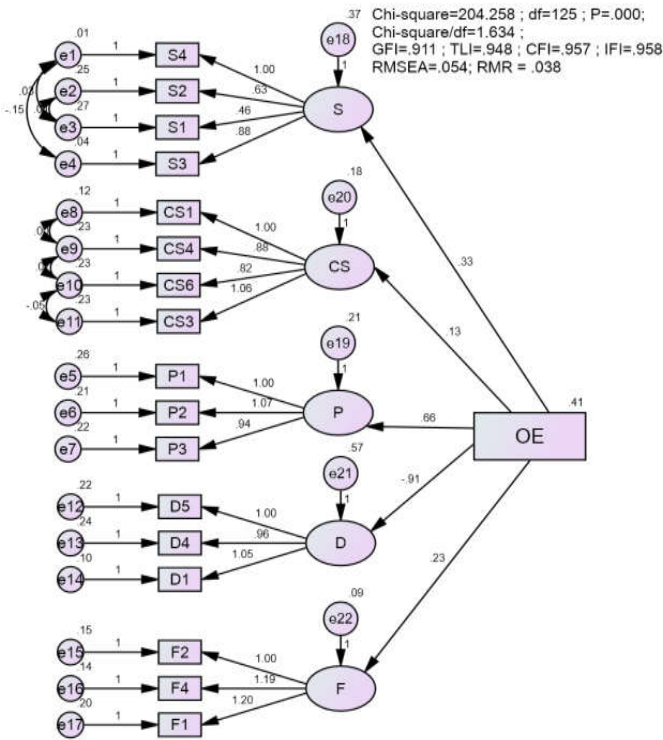 Chi-square=204.258 ; df=125 ; P=.000;
Chi-square/df=1.634 ;
GFI=.911 ; TLI=.948 ; CFI=.957 ; IFI=.958
RMSEA=.054; RMR = .038
.37
e18
1
.01
e1
1
S4
1.00
.25
e2
1
S2
.63
S
.27
e3
1
S1
.46
-.15
.04
e4
1
S3
.88
.18
e20
1
.12
e8
1
CS1
1.00
.23
e9
1
CS4
.88
CS
.33
.23
e10
1
CS6
.82
.23
-.05
e11
1
CS3
1.06
.13
.21
e19
1
.26
e5
1
P1
1.00
.21
e6
1
P2
1.07
P
.66
.41
OE
.22
e7
1
P3
.94
.57
e21
1
-.91
.22
e12
1
D5
1.00
.24
e13
1
D4
.96
D
.10
e14
1
D1
1.05
.23
.09
e22
1
.15
e15
1
F2
1.00
.14
e16
1
F4
1.19
F
.20
e17
1
F1
1.20